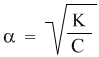 α = √(K/C)